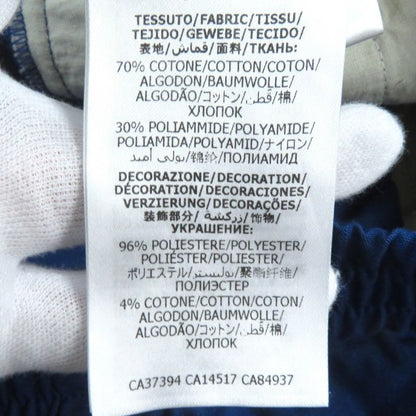 TESSUTO/FABRIC/TISSU/
TEJIDO/GEWEBE/TECIDO/
表地/قماش/面料/ТКАНЬ:
70% COTONE/COTTON/COTON/
ALGODON/BAUMWOLLE/
ALGODÃO/コットン/قطن/棉/
ХЛОПОК
30% POLIAMMIDE/POLYAMIDE/
POLIAMIDA/POLYAMID/ナイロン/
بولى أميد/锦纶/ПОЛИАМИД
DECORAZIONE/DECORATION/
DÉCORATION/DECORACIONES/
VERZIERUNG/DECORAÇÕES/
装飾部分/زركشة/饰物/
УКРАШЕНИЕ:
96% POLIESTERE/POLYESTER/
POLIÉSTER/POLIESTER/
ポリエステル/بوليستر/聚酯纤维/
ПОЛИЭСТЕР
4% COTONE/COTTON/COTON/
ALGODON/BAUMWOLLE/
ALGODÃO/コットン/قطن/棉/
ХЛОПОК
CA37394 CA14517 CA84937